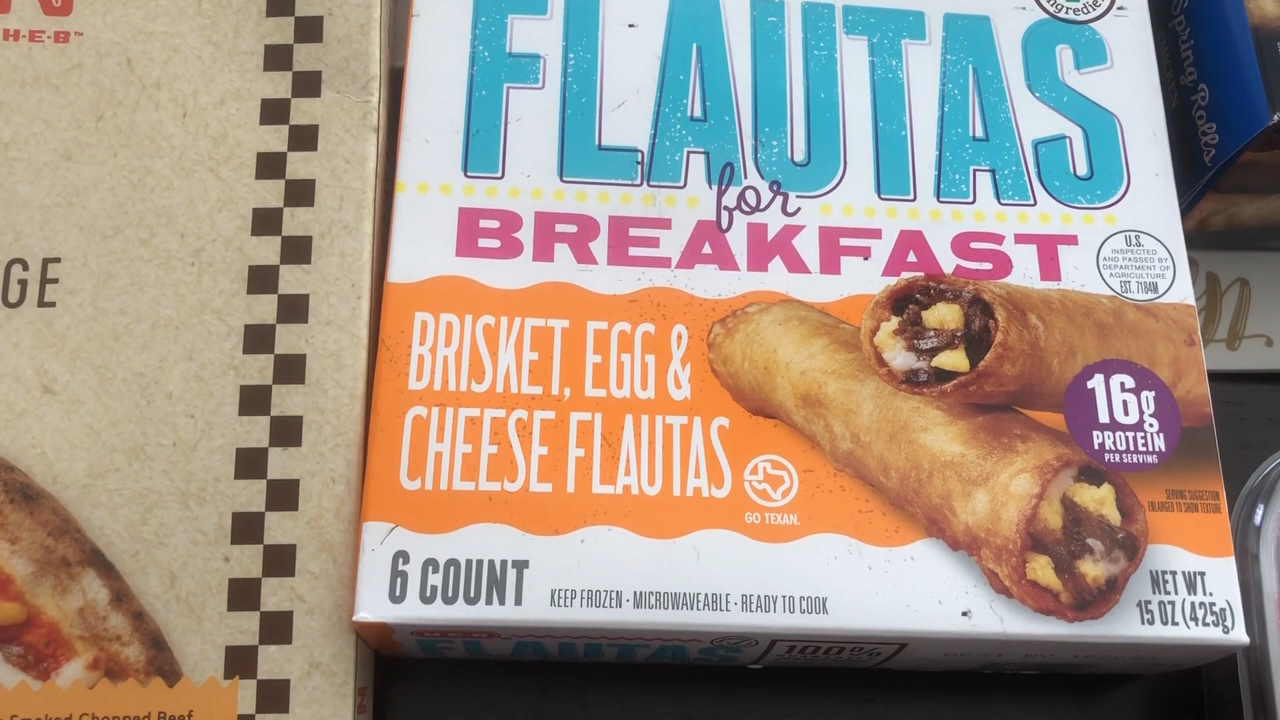 H-E-B™
GE
Smoked Chopped Beef
FLAUTAS
for
BREAKFAST
U.S.
INSPECTED
AND PASSED BY
DEPARTMENT OF
AGRICULTURE
EST. 7184M
BRISKET, EGG &
CHEESE FLAUTAS
GO TEXAN.
16g
PROTEIN
PER SERVING
SERVING SUGGESTION
ENLARGED TO SHOW TEXTURE
6 COUNT
KEEP FROZEN · MICROWAVEABLE · READY TO COOK
NET WT.
15 OZ (425g)
H-E-B
FLAUTAS
100%
Spring Rolls